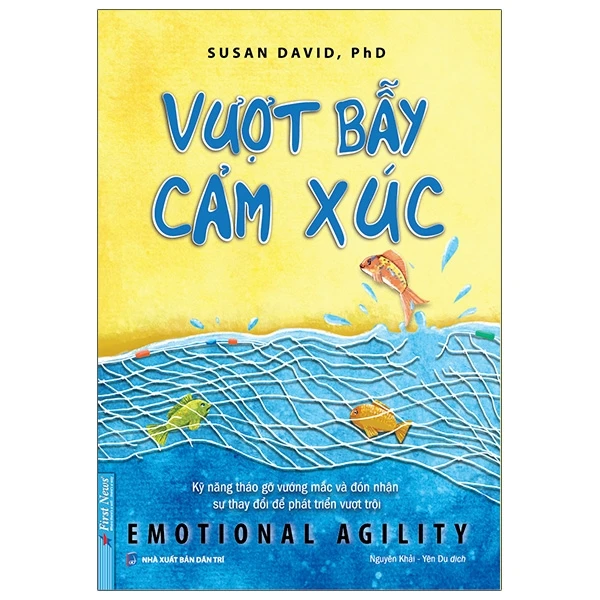 SUSAN DAVID, PhD
VƯỢT BẪY
CẢM XÚC
Kỹ năng tháo gỡ vướng mắc và đón nhận
sự thay đổi để phát triển vượt trội
EMOTIONAL AGILITY
First News
NHÀ XUẤT BẢN DÂN TRÍ
Nguyên Khải - Yên Du dịch